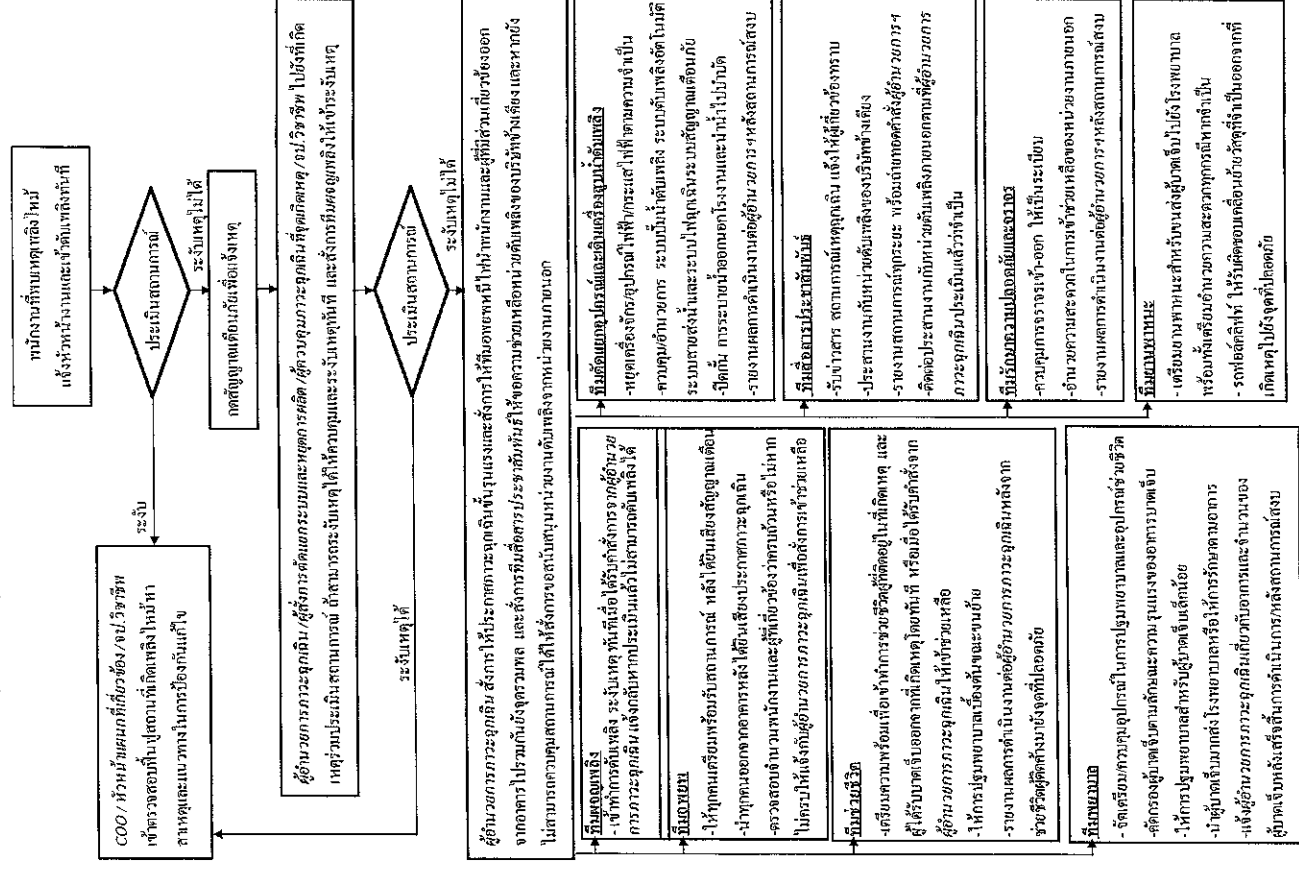 พนักงานที่พบเหตุเพลิงไหม้
แจ้งหัวหน้างานและเข้าดับเพลิงทันที
ประเมินสถานการณ์
ระงับ
ระงับเหตุไม่ได้
COO / หัวหน้าแผนกที่เกี่ยวข้อง / จป.วิชาชีพ
เข้าตรวจสอบฟื้นฟูสถานที่เกิดเพลิงไหม้หา
สาเหตุและแนวทางในการป้องกันแก้ไข
กดสัญญาณเตือนภัยเพื่อแจ้งเหตุ
ผู้อำนวยการภาวะฉุกเฉิน /ผู้สั่งการตัดแยกระบบและหยุดการผลิต /ผู้ควบคุมภาวะฉุกเฉินที่จุดเกิดเหตุ /จป.วิชาชีพ ไปยังที่เกิด
เหตุร่วมประเมินสถานการณ์ ถ้าสามารถระงับเหตุได้ให้ควบคุมและระงับเหตุทันที และสั่งการทีมผจญเพลิงให้เข้าระงับเหตุ
ประเมินสถานการณ์
ระงับเหตุได้
ระงับเหตุไม่ได้
ผู้อำนวยการภาวะฉุกเฉิน สั่งการให้ประกาศภาวะฉุกเฉินขั้นรุนแรงและสั่งการให้ทีมอพยพหนีไฟนำพนักงานและผู้ที่มีส่วนเกี่ยวข้องออก
จากอาคารไปรวมกันยังจุดรวมพล และสั่งการทีมสื่อสารประชาสัมพันธ์ให้ขอความช่วยเหลือหน่วยดับเพลิงของบริษัทข้างเคียง และหากยัง
ไม่สามารถควบคุมสถานการณ์ได้ให้สั่งการขอสนับสนุนหน่วยงานดับเพลิงจากหน่วยงานภายนอก
ทีมผจญเพลิง
-เข้าทำการดับเพลิง ระงับเหตุ ทันทีเมื่อได้รับคำสั่งการจากผู้อำนวย
การภาวะฉุกเฉิน แจ้งกลับหากประเมินแล้วไม่สามารถดับเพลิงได้
ทีมอพยพ
-ให้ทุกคนเตรียมพร้อมรับสถานการณ์ หลังได้ยินเสียงสัญญาณเตือน
-นำทุกคนออกจากอาคารหลังได้ยินเสียงประกาศภาวะฉุกเฉิน
-ตรวจสอบจำนวนพนักงานและผู้ที่เกี่ยวข้องว่าครบถ้วนหรือไม่หาก
ไม่ครบให้แจ้งกับผู้อำนวยการภาวะฉุกเฉินเพื่อสั่งการเข้าช่วยเหลือ
ทีมช่วยชีวิต
-เตรียมความพร้อมเพื่อเข้าทำการช่วยชีวิตผู้ที่ติดอยู่ในที่เกิดเหตุ และ
ผู้ได้รับบาดเจ็บออกจากที่เกิดเหตุโดยทันที หรือเมื่อได้รับคำสั่งจาก
ผู้อำนวยการภาวะฉุกเฉินให้เข้าช่วยเหลือ
-ให้การปฐมพยาบาลเบื้องต้นขณะขนย้าย
-รายงานผลการดำเนินงานต่อผู้อำนวยการภาวะฉุกเฉินหลังจาก
ช่วยชีวิตผู้ติดค้างมายังจุดที่ปลอดภัย
ทีมพยาบาล
- จัดเตรียม/ควบคุมอุปกรณ์ในการปฐมพยาบาลและอุปกรณ์ช่วยชีวิต
-คัดกรองผู้บาดเจ็บตามลักษณะความรุนแรงของอาการบาดเจ็บ
-ให้การปฐมพยาบาลสำหรับผู้บาดเจ็บเล็กน้อย
-นำผู้บาดเจ็บมากส่งโรงพยาบาลหรือให้การรักษาตามอาการ
-แจ้งผู้อำนวยการภาวะฉุกเฉินเกี่ยวกับอาการและจำนวนของ
ผู้บาดเจ็บหลังเสร็จสิ้นการดำเนินการ/หลังสถานการณ์สงบ
ทีมตัดแยกอุปกรณ์และเดินเครื่องสูบน้ำดับเพลิง
-หยุดเครื่องจักร/อุปกรณ์ไฟฟ้า/กระแสไฟฟ้าตามความจำเป็น
-ควบคุม/อำนวยการ ระบบปั๊มน้ำดับเพลิง ระบบดับเพลิงอัตโนมัติ
ระบบจ่ายส่งน้ำและระบบไฟฉุกเฉินระบบสัญญาณเตือนภัย
-ปิดกั้น การระบายน้ำออกนอกโรงงานและนำน้ำไปบำบัด
-รายงานผลการดำเนินงานต่อผู้อำนวยการ ฯหลังสถานการณ์สงบ
ทีมสื่อสารประชาสัมพันธ์
-รับข่าวสาร สถานการณ์เหตุฉุกเฉิน แจ้งให้ผู้เกี่ยวข้องทราบ
-ประสานงานกับหน่วยดับเพลิงของบริษัทข้างเคียง
-รายงานสถานการณ์ทุกระยะ พร้อมถ่ายทอดคำสั่งผู้อำนวยการ ฯ
-ติดต่อประสานงานกับหน่วยดับเพลิงภายนอกตามที่ผู้อำนวยการ
ภาวะฉุกเฉินประเมินแล้วว่าจำเป็น
ทีมรักษาความปลอดภัยและจราจร
-ควบคุมการจราจรเข้า-ออก ให้เป็นระเบียบ
-อำนวยความสะดวกในการเข้าช่วยเหลือของหน่วยงานภายนอก
-รายงานผลการดำเนินงานต่อผู้อำนวยการ ฯหลังสถานการณ์สงบ
ทีมยานพาหนะ
- เตรียมยานพาหนะสำหรับขนส่งผู้บาดเจ็บไปยังโรงพยาบาล
พร้อมทั้งเตรียมอำนวยความสะดวกทุกกรณีหากจำเป็น
- รถฟอล์คลิฟท์ ให้รับผิดชอบเคลื่อนย้ายวัสดุที่จำเป็นออกจากที่
เกิดเหตุไปยังจุดที่ปลอดภัย